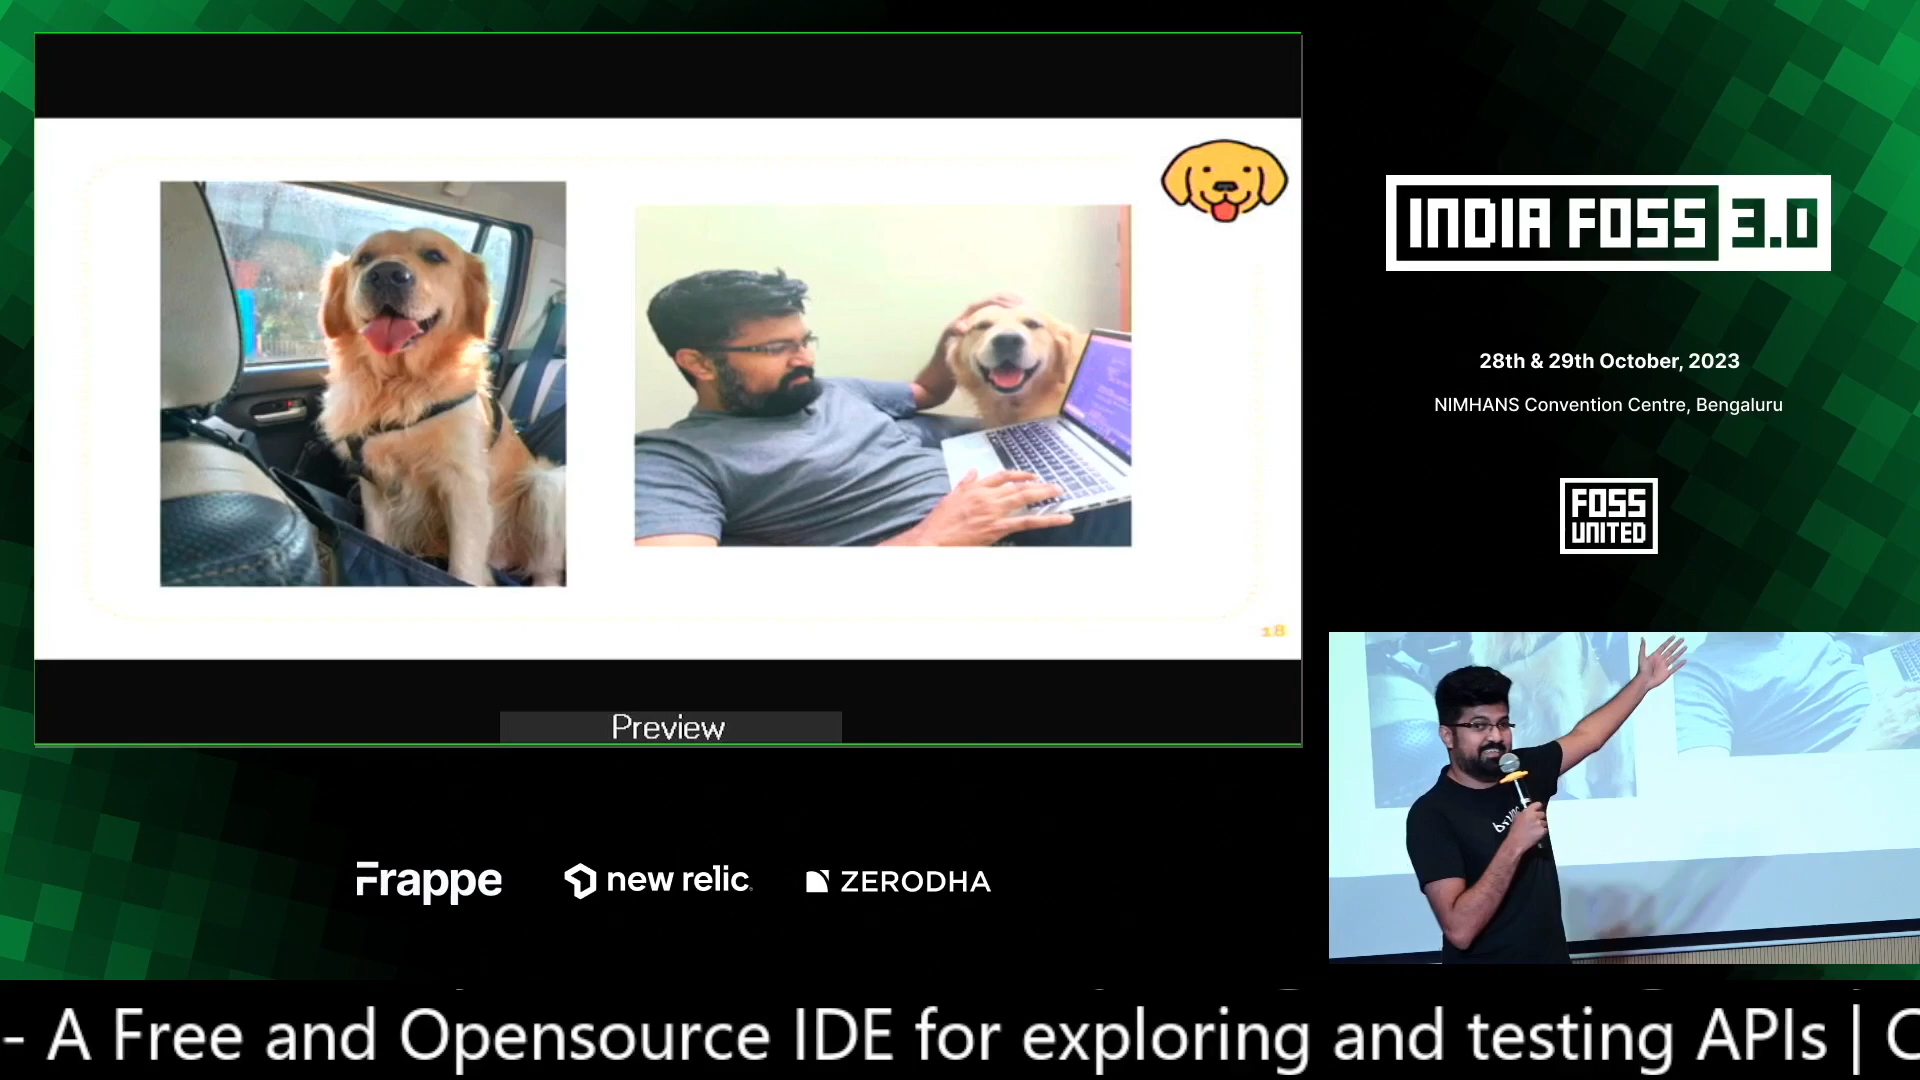 INDIA FOSS 3.0
28th & 29th October, 2023
NIMHANS Convention Centre, Bengaluru
FOSS
UNITED
18
Preview
Frappe
new relic
ZERODHA
- A Free and Opensource IDE for exploring and testing APIs | C